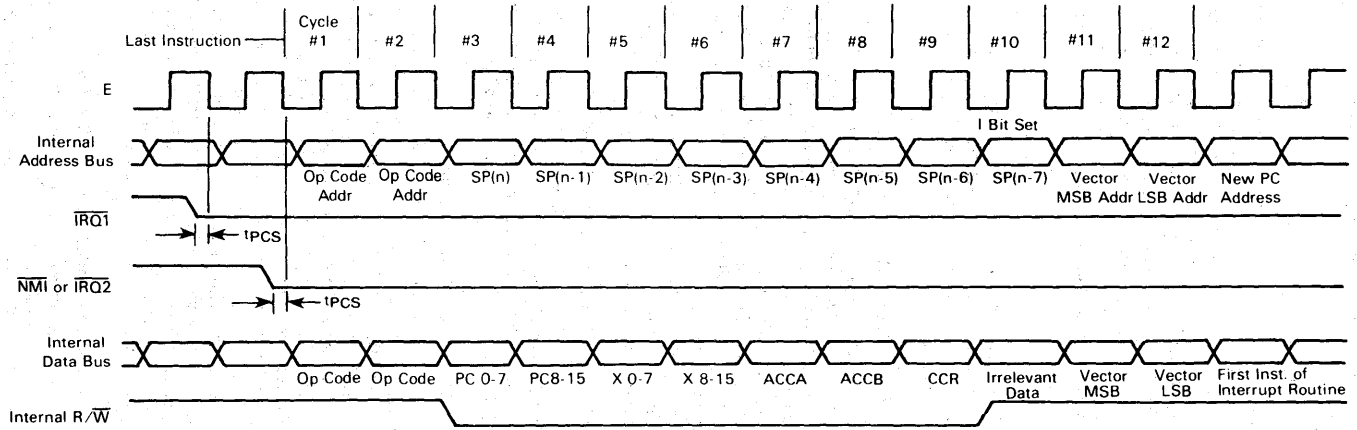 Cycle
Last Instruction #1 #2 #3 #4 #5 #6 #7 #8 #9 #10 #11 #12
E
I Bit Set
Internal
Address Bus
Op Code Op Code SP(n) SP(n-1) SP(n-2) SP(n-3) SP(n-4) SP(n-5) SP(n-6) SP(n-7) Vector Vector New PC
Addr Addr MSB Addr LSB Addr Address
IRQ1
tPCS
NMI or IRQ2
tPCS
Internal
Data Bus
Op Code Op Code PC 0-7 PC8-15 X 0-7 X 8-15 ACCA ACCB CCR Irrelevant Vector Vector First Inst. of
Data MSB LSB Interrupt Routine
Internal R/W